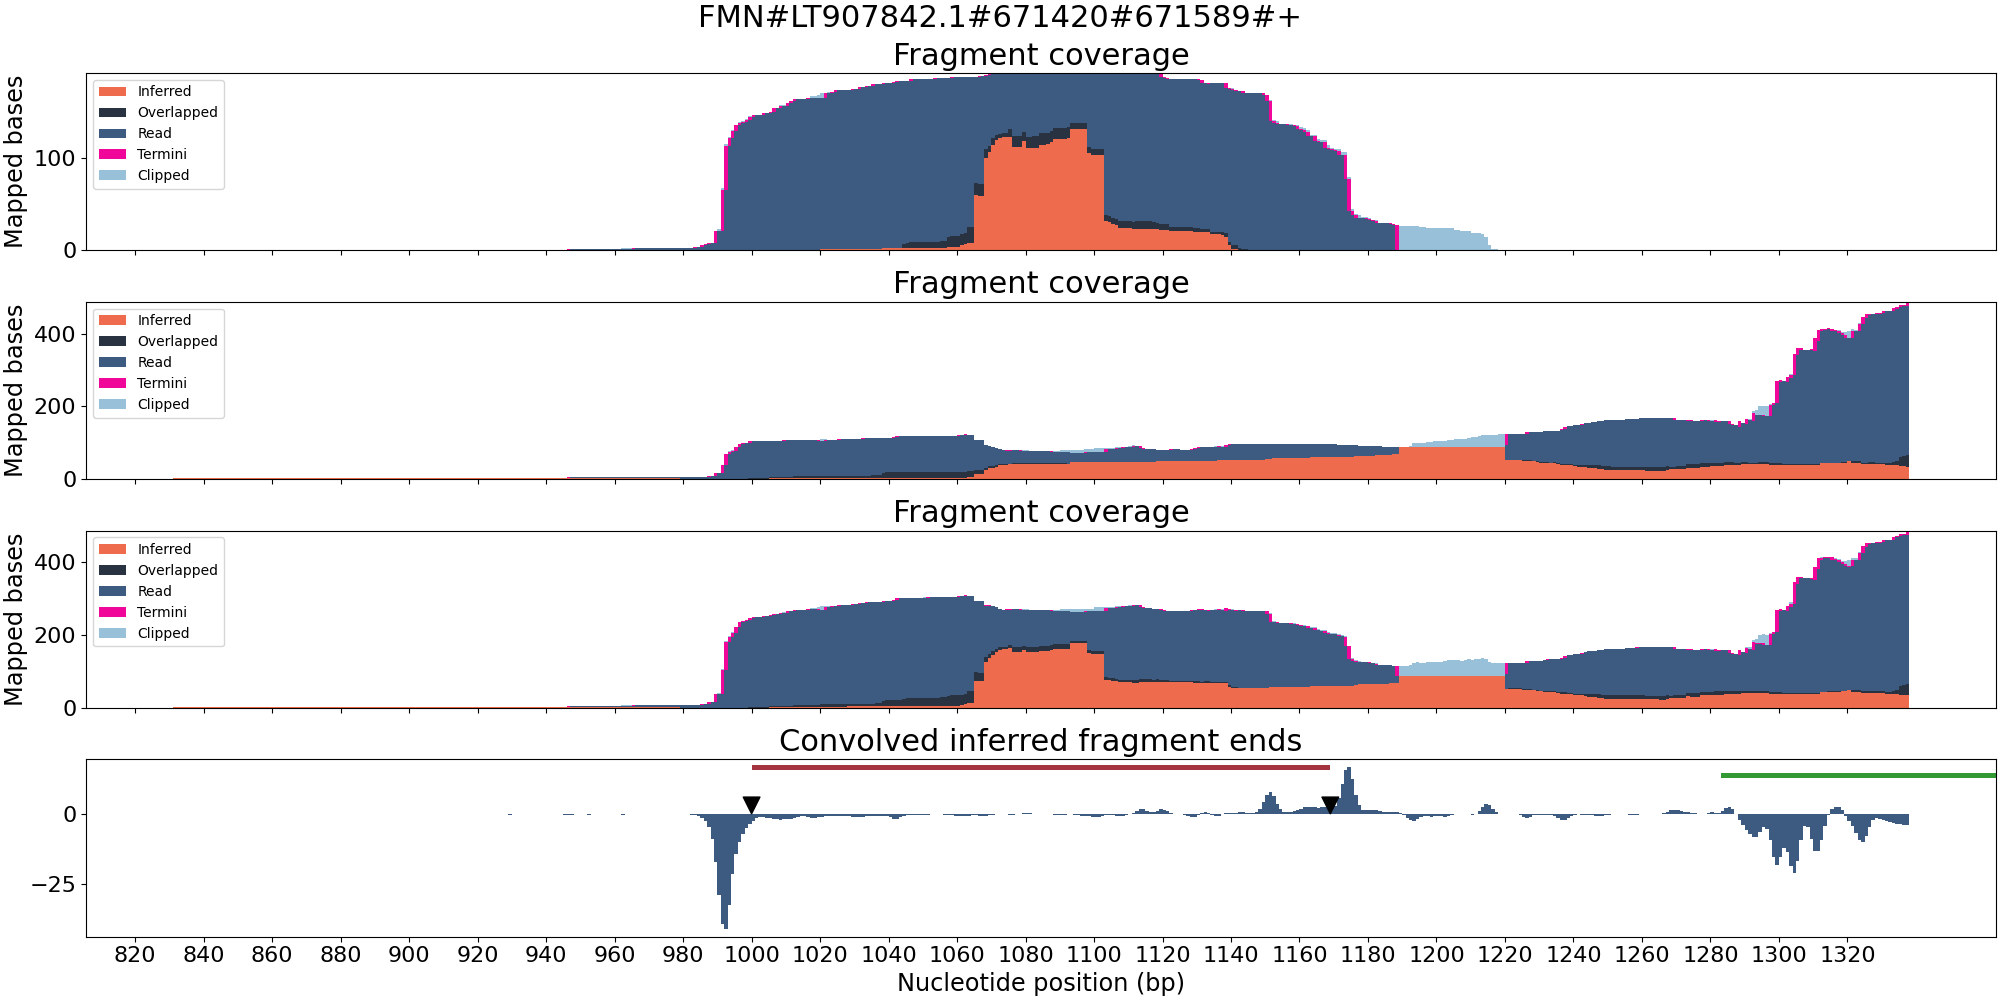 FMN#LT907842.1#671420#671589#+
Fragment coverage
Mapped bases
100
0
Inferred
Overlapped
Read
Termini
Clipped
Fragment coverage
Mapped bases
400
200
0
Inferred
Overlapped
Read
Termini
Clipped
Fragment coverage
Mapped bases
400
200
0
Inferred
Overlapped
Read
Termini
Clipped
Convolved inferred fragment ends
0
−25
820 840 860 880 900 920 940 960 980 1000 1020 1040 1060 1080 1100 1120 1140 1160 1180 1200 1220 1240 1260 1280 1300 1320
Nucleotide position (bp)